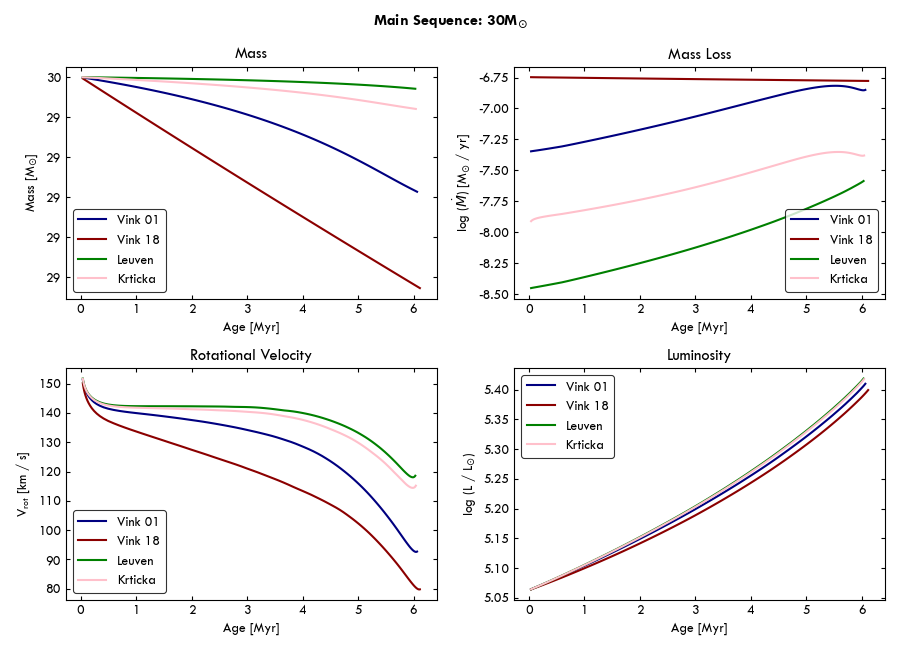 Main Sequence: 30M☉
Mass
30
29
29
29
29
29
Mass [M☉]
Vink 01
Vink 18
Leuven
Krticka
0 1 2 3 4 5 6
Age [Myr]
Mass Loss
-6.75
-7.00
-7.25
-7.50
-7.75
-8.00
-8.25
-8.50
log (Ṁ) [M☉ / yr]
Vink 01
Vink 18
Leuven
Krticka
0 1 2 3 4 5 6
Age [Myr]
Rotational Velocity
150
140
130
120
110
100
90
80
Vrot [km / s]
Vink 01
Vink 18
Leuven
Krticka
0 1 2 3 4 5 6
Age [Myr]
Luminosity
5.40
5.35
5.30
5.25
5.20
5.15
5.10
5.05
log (L / L☉)
Vink 01
Vink 18
Leuven
Krticka
0 1 2 3 4 5 6
Age [Myr]